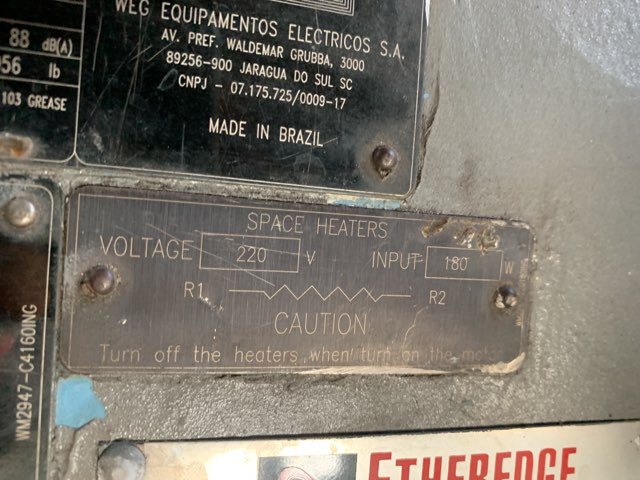 WEG EQUIPAMENTOS ELECTRICOS S.A.
AV. PREF. WALDEMAR GRUBBA, 3000
89256-900 JARAGUA DO SUL SC
CNPJ - 07.175.725/0009-17
MADE IN BRAZIL
88 dB(A)
956 lb
103 GREASE
SPACE HEATERS
VOLTAGE 220 V INPUT 180 W
R1 R2
CAUTION
Turn off the heaters when turn on the motor
WM2947-C4160ING
ETHEREDGE